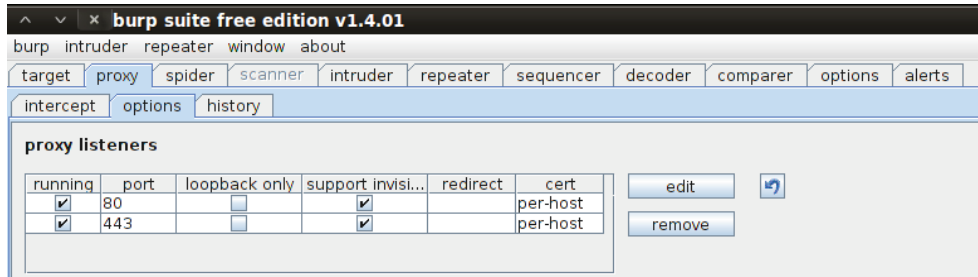 burp suite free edition v1.4.01
burp intruder repeater window about
target proxy spider scanner intruder repeater sequencer decoder comparer options alerts
intercept options history
proxy listeners
running port loopback only support invisi... redirect cert edit
80 per-host
443 per-host remove